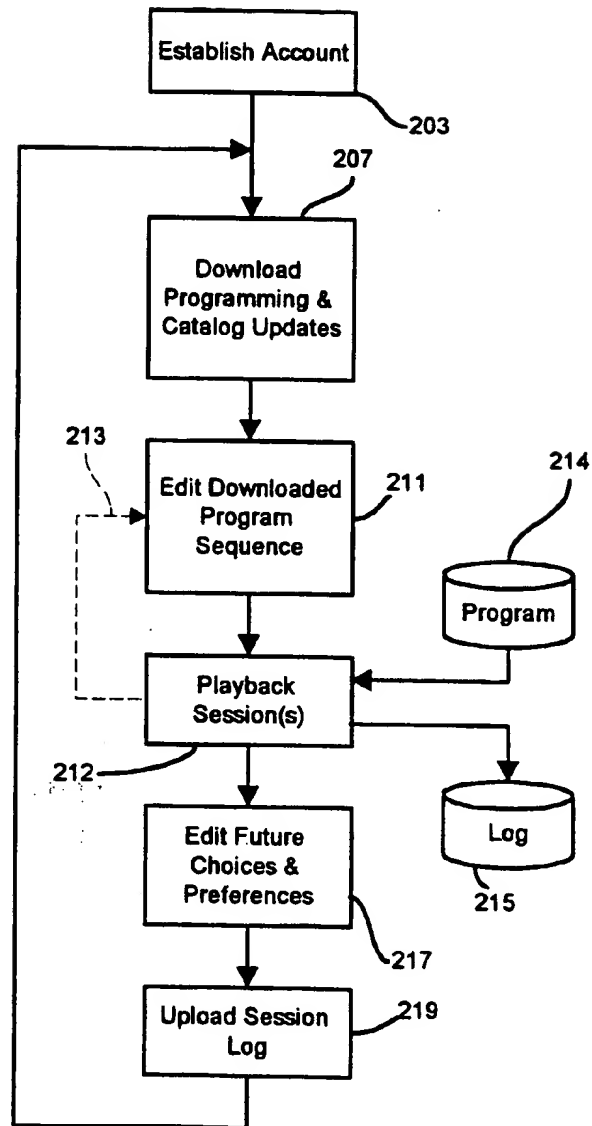 Establish Account
203
207
Download
Programming &
Catalog Updates
213
Edit Downloaded
Program
Sequence
211
214
Program
Playback
Session(s)
212
Edit Future
Choices &
Preferences
Log
215
217
Upload Session
Log
219